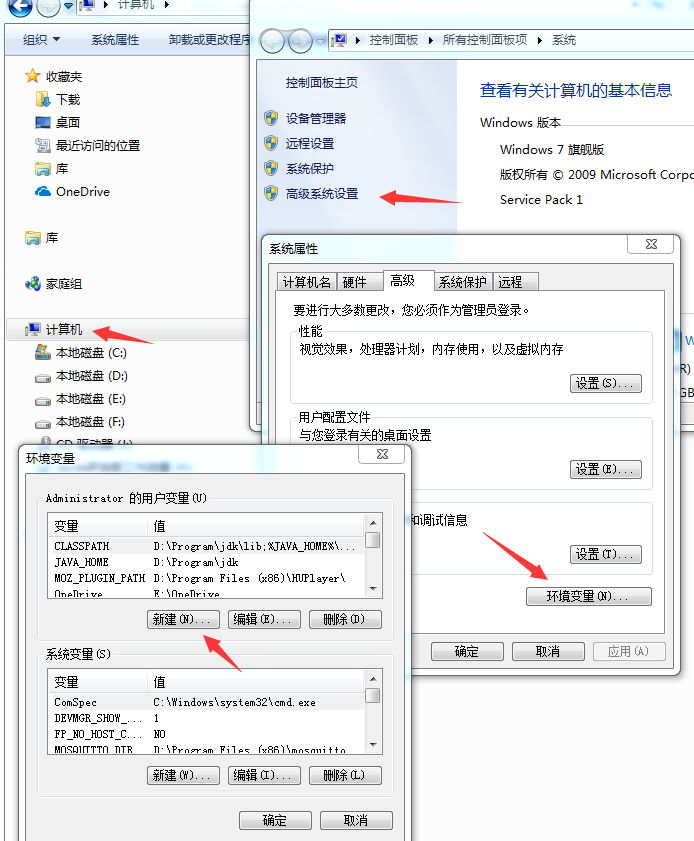 计算机
组织 系统属性 卸载或更改程序
收藏夹
下载
桌面
最近访问的位置
库
OneDrive
库
家庭组
计算机
本地磁盘 (C:)
本地磁盘 (D:)
本地磁盘 (E:)
本地磁盘 (F:)
控制面板 所有控制面板项 系统
控制面板主页
设备管理器
远程设置
系统保护
高级系统设置
查看有关计算机的基本信息
Windows 版本
Windows 7 旗舰版
版权所有 © 2009 Microsoft Corpo
Service Pack 1
系统属性
计算机名 硬件 高级 系统保护 远程
要进行大多数更改，您必须作为管理员登录。
性能
视觉效果，处理器计划，内存使用，以及虚拟内存
设置(S)...
用户配置文件
与您登录有关的桌面设置
设置(E)...
和调试信息
设置(T)...
环境变量(N)...
确定 取消 应用(A)
W
R)
GB
环境变量
Administrator 的用户变量(U)
变量 值
CLASSPATH D:\Program\jdk\lib;%JAVA_HOME%\...
JAVA_HOME D:\Program\jdk
MOZ_PLUGIN_PATH D:\Program Files (x86)\HUPlayer\
OneDrive E:\OneDrive
新建(N)... 编辑(E)... 删除(D)
系统变量(S)
变量 值
ComSpec C:\Windows\system32\cmd.exe
DEVMGR_SHOW_... 1
FP_NO_HOST_C... NO
MOSQUITTO_DIR D:\Program Files (x86)\mosquitto
新建(W)... 编辑(I)... 删除(L)
确定 取消